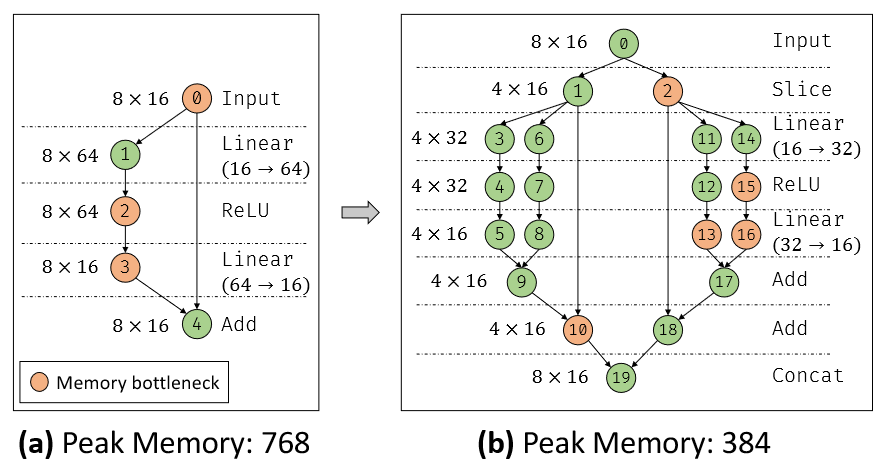 8 × 16 0 Input
8 × 64 1 Linear
(16 → 64)
8 × 64 2 ReLU
8 × 16 3 Linear
(64 → 16)
8 × 16 4 Add
Memory bottleneck
(a) Peak Memory: 768
8 × 16 0 Input
4 × 16 1 2 Slice
4 × 32 3 6 11 14 Linear
(16 → 32)
4 × 32 4 7 12 15 ReLU
4 × 16 5 8 13 16 Linear
(32 → 16)
4 × 16 9 17 Add
4 × 16 10 18 Add
8 × 16 19 Concat
(b) Peak Memory: 384